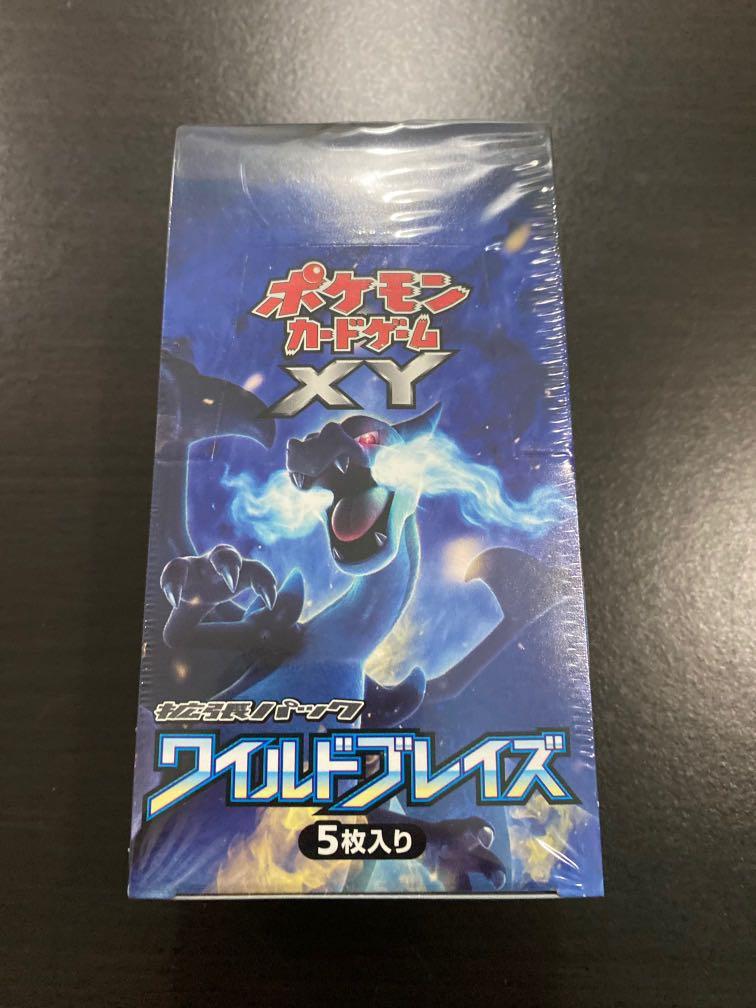 ポケモン
カードゲーム
XY
拡張パック
ワイルドブレイズ
5枚入り